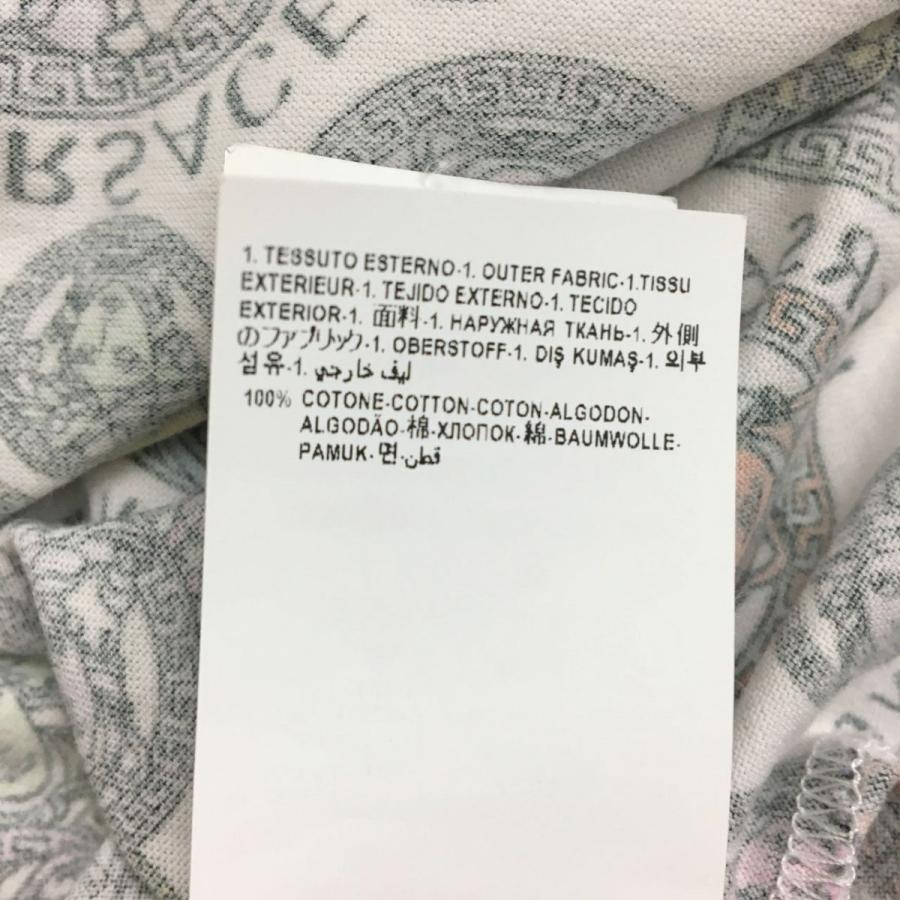 RSACE
1. TESSUTO ESTERNO-1. OUTER FABRIC-1.TISSU
EXTERIEUR-1. TEJIDO EXTERNO-1. TECIDO
EXTERIOR-1. 面料-1. НАРУЖНАЯ ТКАНЬ-1. 外側
のファブリック-1. OBERSTOFF-1. DIŞ KUMAŞ-1. 외부
섬유-1. ليف خارجي
100% COTONE-COTTON-COTON-ALGODON-
ALGODÃO-棉-ХЛОПОК-綿-BAUMWOLLE-
PAMUK-면-قطن